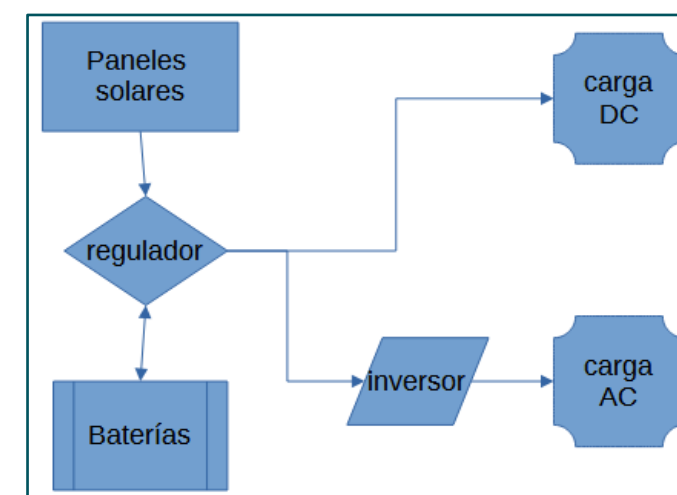 Paneles
solares
carga
DC
regulador
inversor
carga
AC
Baterías